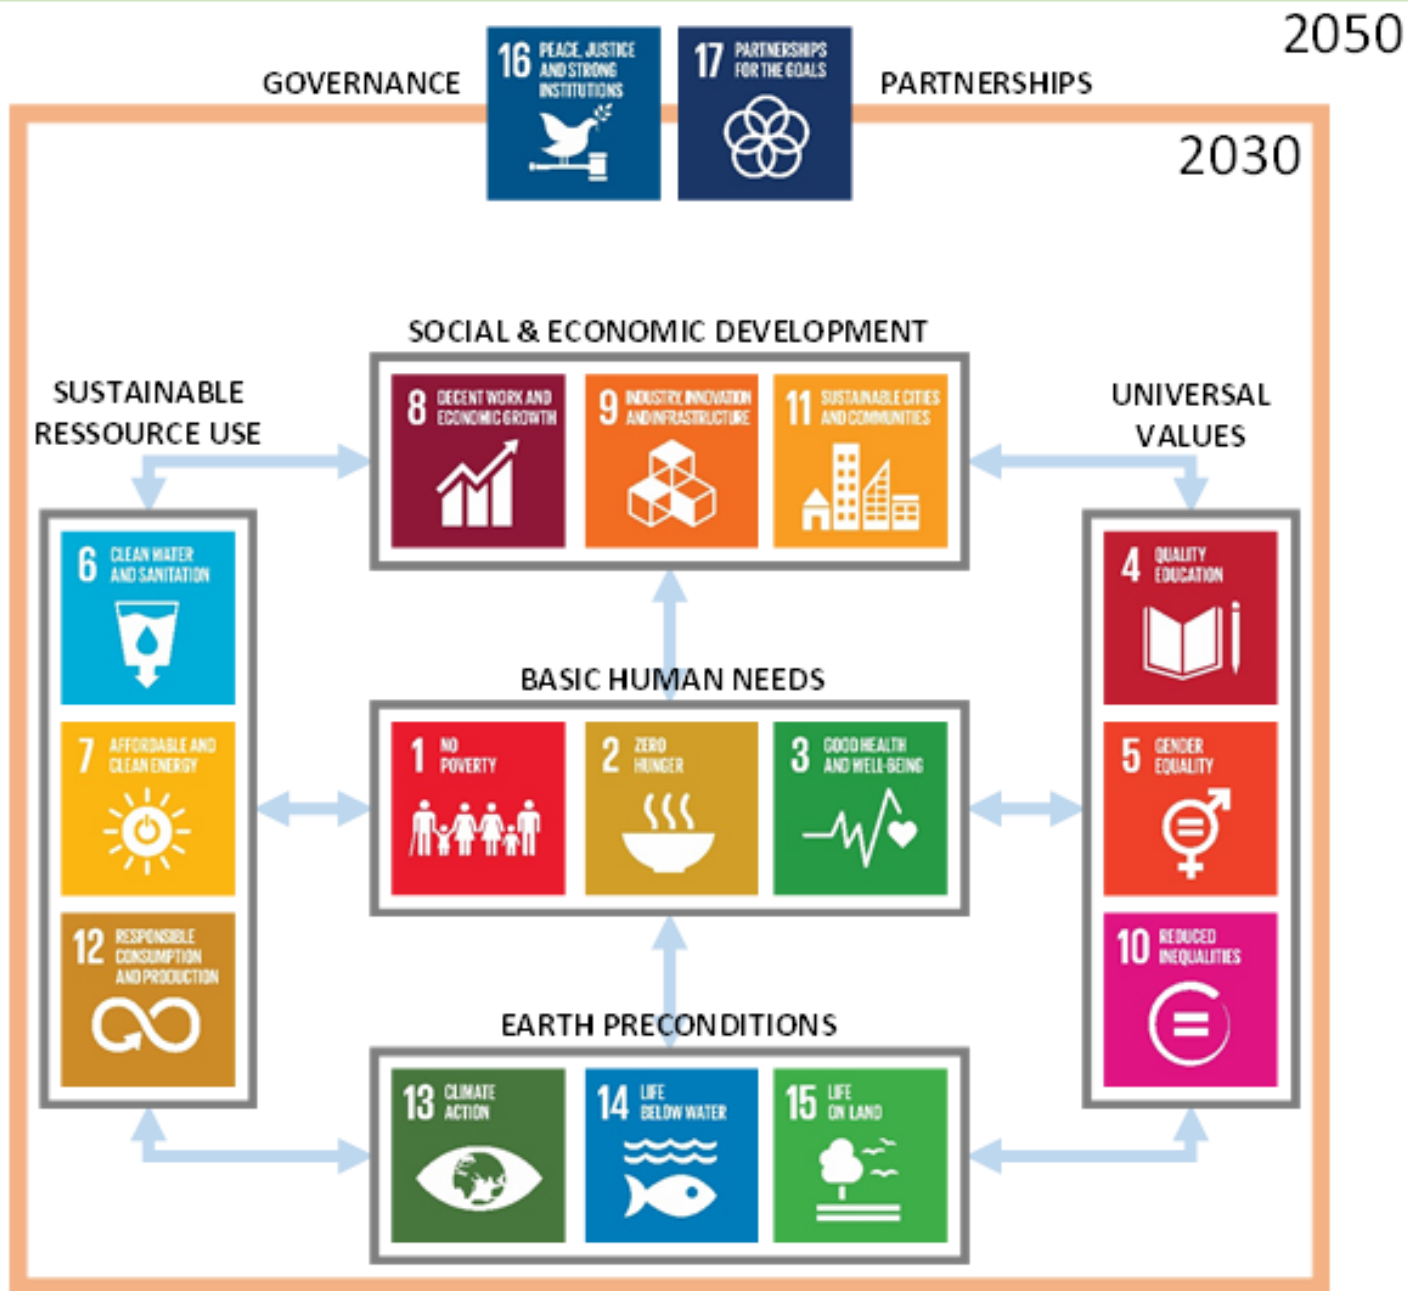 2050
GOVERNANCE
16 PEACE, JUSTICE
AND STRONG
INSTITUTIONS
17 PARTNERSHIPS
FOR THE GOALS
PARTNERSHIPS
2030
SOCIAL & ECONOMIC DEVELOPMENT
SUSTAINABLE
RESSOURCE USE
UNIVERSAL
VALUES
8 DECENT WORK AND
ECONOMIC GROWTH
9 INDUSTRY, INNOVATION
AND INFRASTRUCTURE
11 SUSTAINABLE CITIES
AND COMMUNITIES
6 CLEAN WATER
AND SANITATION
4 QUALITY
EDUCATION
BASIC HUMAN NEEDS
7 AFFORDABLE AND
CLEAN ENERGY
1 NO
POVERTY
2 ZERO
HUNGER
3 GOOD HEALTH
AND WELL-BEING
5 GENDER
EQUALITY
12 RESPONSIBLE
CONSUMPTION
AND PRODUCTION
10 REDUCED
INEQUALITIES
EARTH PRECONDITIONS
13 CLIMATE
ACTION
14 LIFE
BELOW WATER
15 LIFE
ON LAND